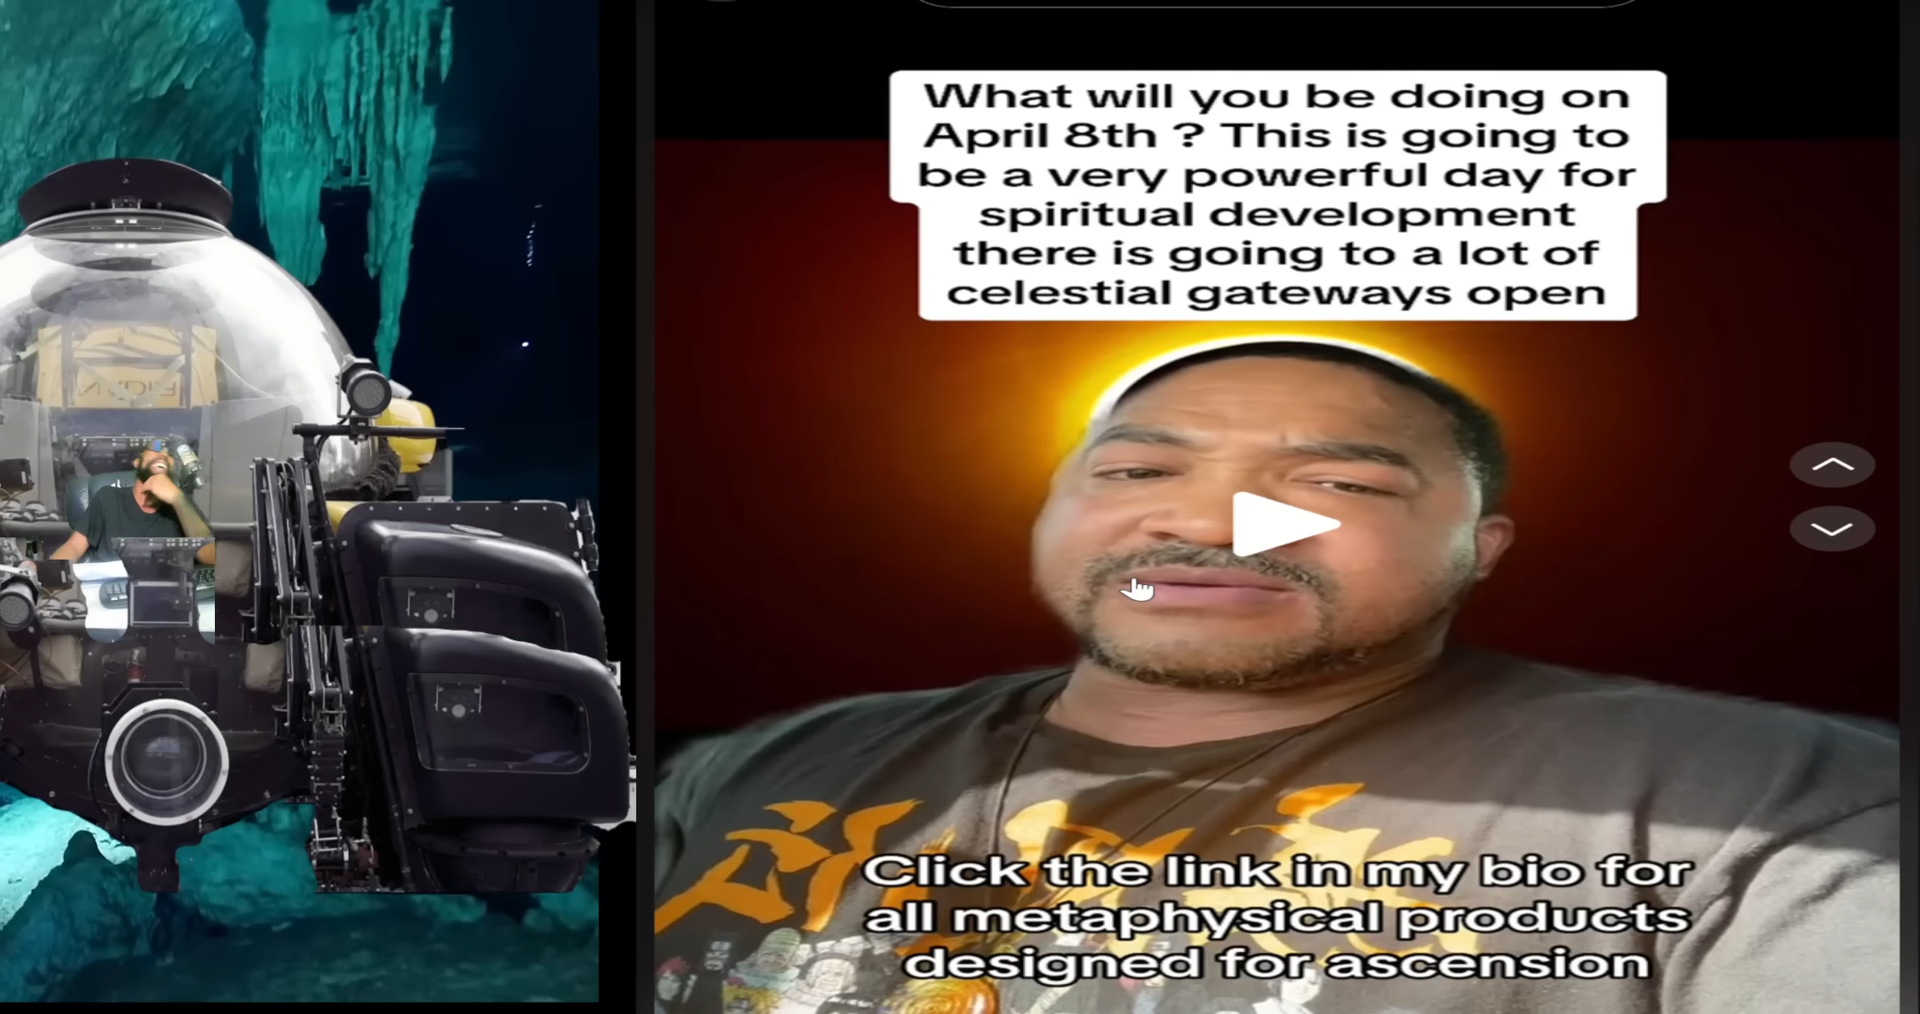 What will you be doing on
April 8th ? This is going to
be a very powerful day for
spiritual development
there is going to a lot of
celestial gateways open
Click the link in my bio for
all metaphysical products
designed for ascension